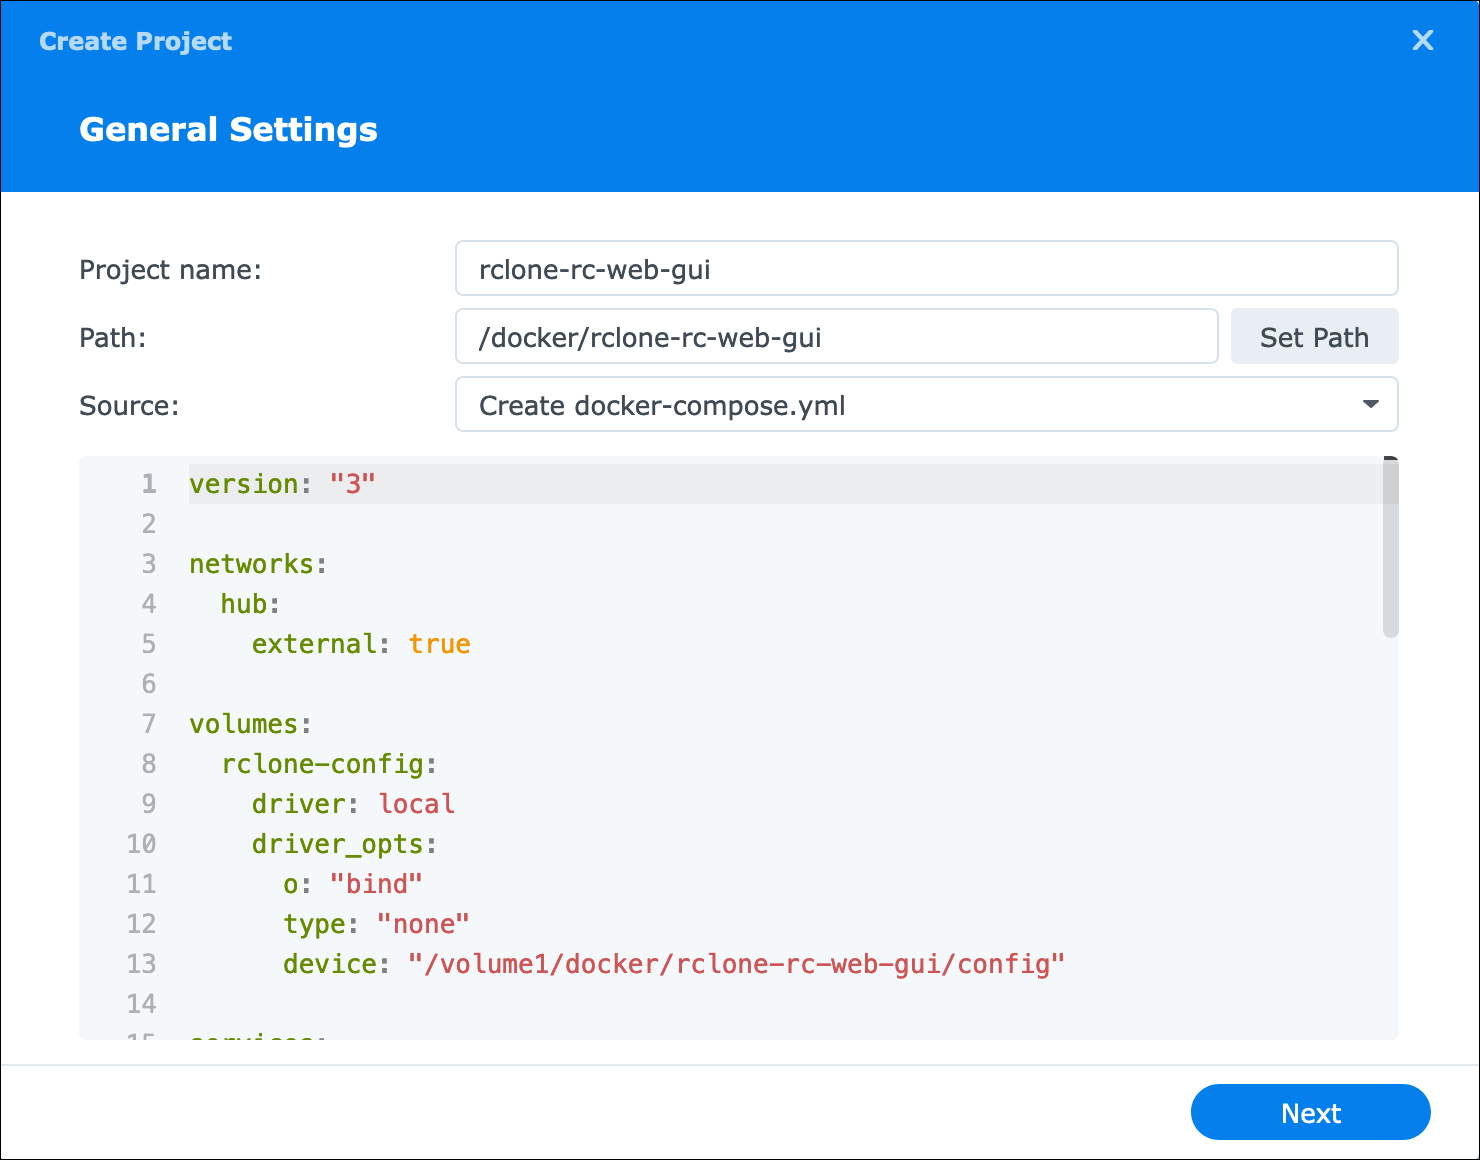 Create Project
General Settings
Project name: rclone-rc-web-gui
Path: /docker/rclone-rc-web-gui Set Path
Source: Create docker-compose.yml
1 version: "3"
2
3 networks:
4   hub:
5     external: true
6
7 volumes:
8   rclone-config:
9     driver: local
10     driver_opts:
11       o: "bind"
12       type: "none"
13       device: "/volume1/docker/rclone-rc-web-gui/config"
14
15 services:
Next